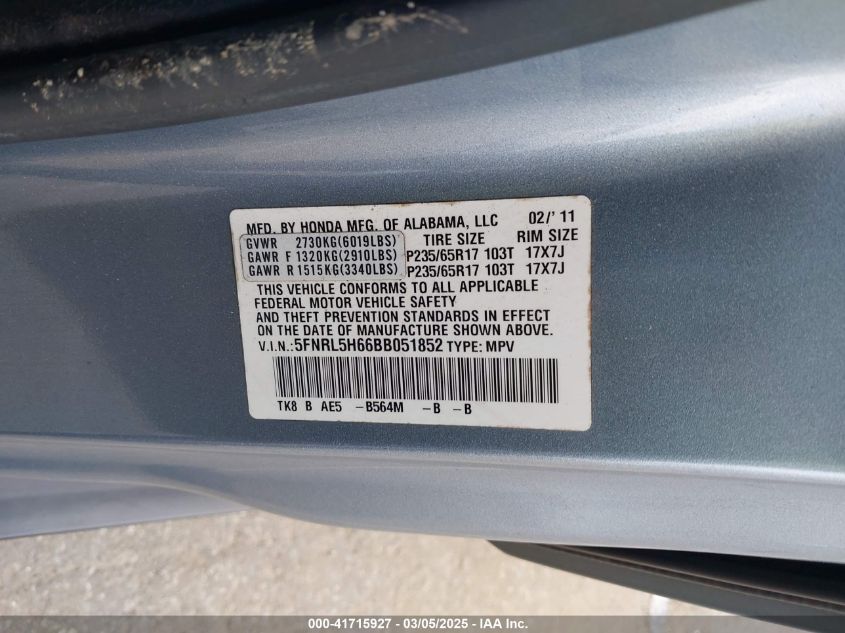 MFD. BY HONDA MFG. OF ALABAMA, LLC 02/'11
GVWR 2730KG(6019LBS) TIRE SIZE RIM SIZE
GAWR F 1320KG(2910LBS) P235/65R17 103T 17X7J
GAWR R 1515KG(3340LBS) P235/65R17 103T 17X7J
THIS VEHICLE CONFORMS TO ALL APPLICABLE
FEDERAL MOTOR VEHICLE SAFETY
AND THEFT PREVENTION STANDARDS IN EFFECT
ON THE DATE OF MANUFACTURE SHOWN ABOVE.
V.I.N.: 5FNRL5H66BB051852 TYPE: MPV
TK8 B AE5 -B564M -B -B
000-41715927 - 03/05/2025 - IAA Inc.